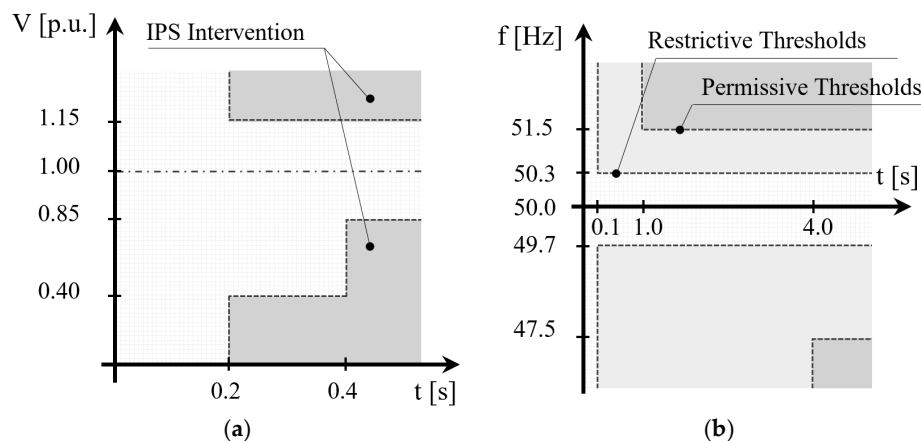 V [p.u.]
IPS Intervention
1.15
1.00
0.85
0.40
0.2
0.4
t [s]
(a)
f [Hz]
Restrictive Thresholds
Permissive Thresholds
51.5
50.3
t [s]
50.0
0.1
1.0
4.0
49.7
47.5
(b)